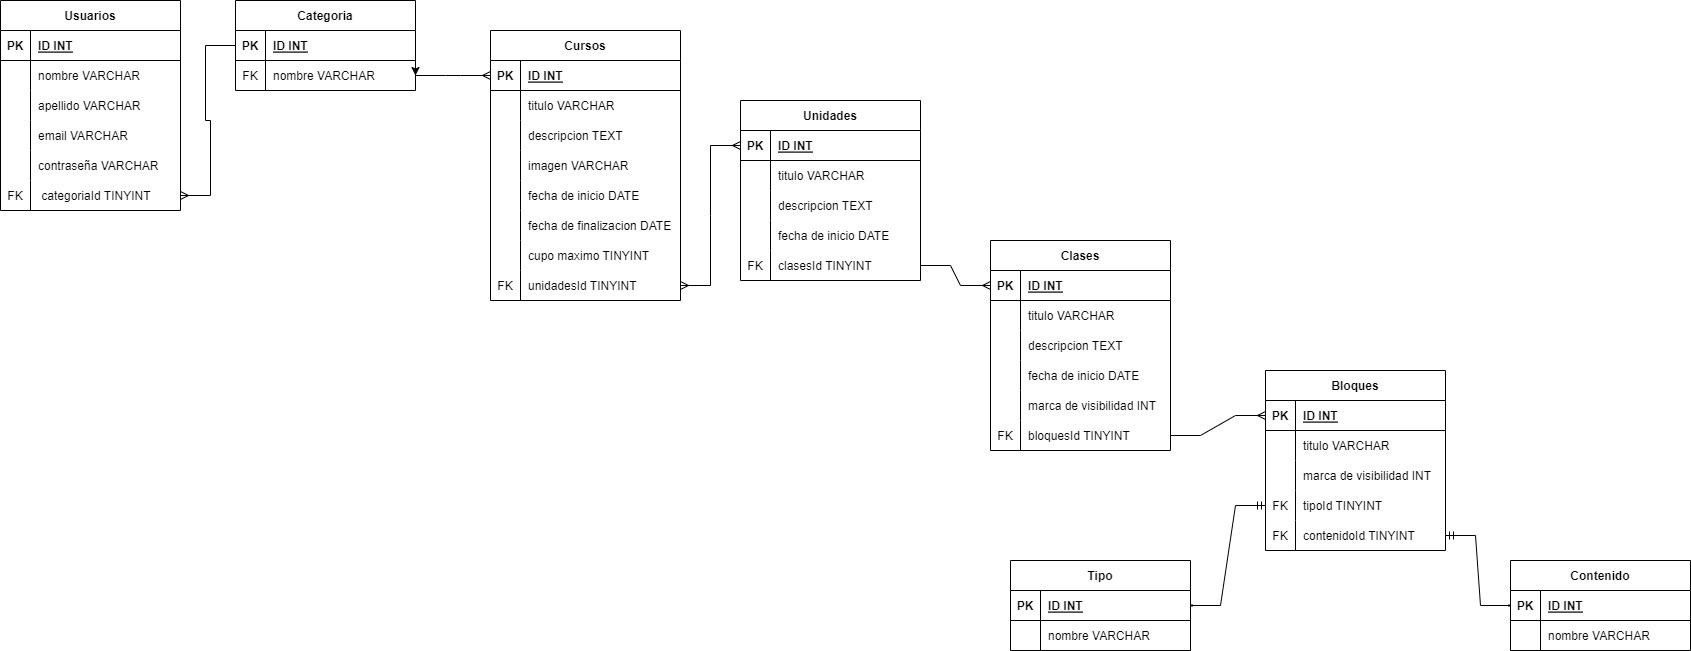 Usuarios
PK ID INT
nombre VARCHAR
apellido VARCHAR
email VARCHAR
contraseña VARCHAR
FK categoriaId TINYINT
Categoria
PK ID INT
FK nombre VARCHAR
Cursos
PK ID INT
titulo VARCHAR
descripcion TEXT
imagen VARCHAR
fecha de inicio DATE
fecha de finalizacion DATE
cupo maximo TINYINT
FK unidadesId TINYINT
Unidades
PK ID INT
titulo VARCHAR
descripcion TEXT
fecha de inicio DATE
FK clasesId TINYINT
Clases
PK ID INT
titulo VARCHAR
descripcion TEXT
fecha de inicio DATE
marca de visibilidad INT
FK bloquesId TINYINT
Bloques
PK ID INT
titulo VARCHAR
marca de visibilidad INT
FK tipoId TINYINT
FK contenidoId TINYINT
Tipo
PK ID INT
nombre VARCHAR
Contenido
PK ID INT
nombre VARCHAR